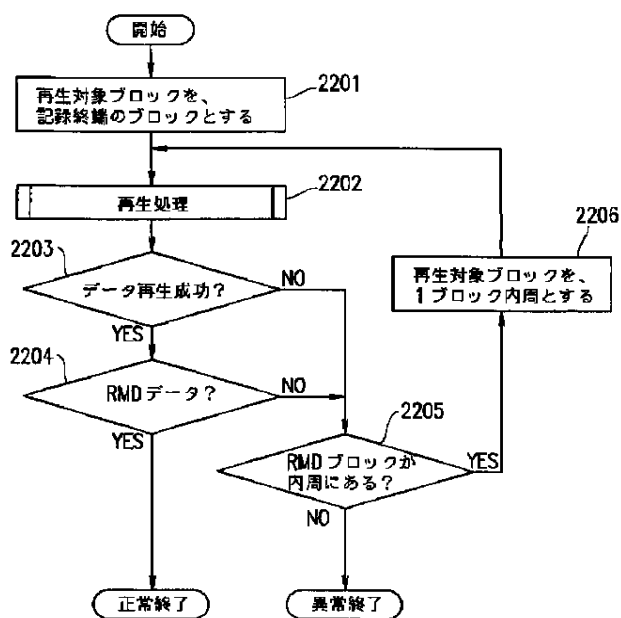 開始
再生対象ブロックを、
記録終端のブロックとする
2201
再生処理
2202
2203
データ再生成功?
NO
YES
2206
再生対象ブロックを、
1ブロック内周とする
2204
RMDデータ?
NO
YES
2205
RMDブロックが
内周にある?
YES
NO
正常終了
異常終了